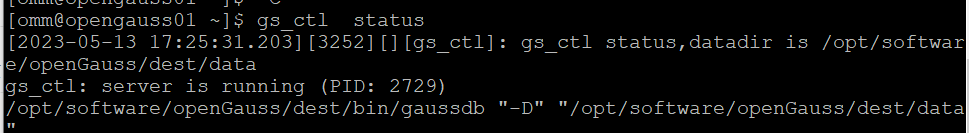 [omm@opengauss01 ~]$ ^C
[omm@opengauss01 ~]$ gs_ctl  status
[2023-05-13 17:25:31.203][3252][][gs_ctl]: gs_ctl status,datadir is /opt/softwar
e/openGauss/dest/data
gs_ctl: server is running (PID: 2729)
/opt/software/openGauss/dest/bin/gaussdb "-D" "/opt/software/openGauss/dest/data
"